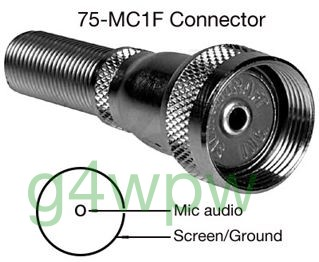 75-MC1F Connector
g4wpw
Mic audio
Screen/Ground